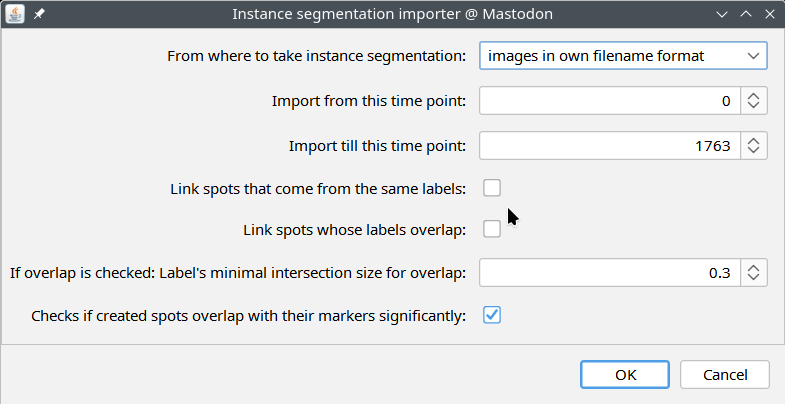 Instance segmentation importer @ Mastodon
From where to take instance segmentation: images in own filename format
Import from this time point: 0
Import till this time point: 1763
Link spots that come from the same labels:
Link spots whose labels overlap:
If overlap is checked: Label's minimal intersection size for overlap: 0.3
Checks if created spots overlap with their markers significantly:
OK Cancel